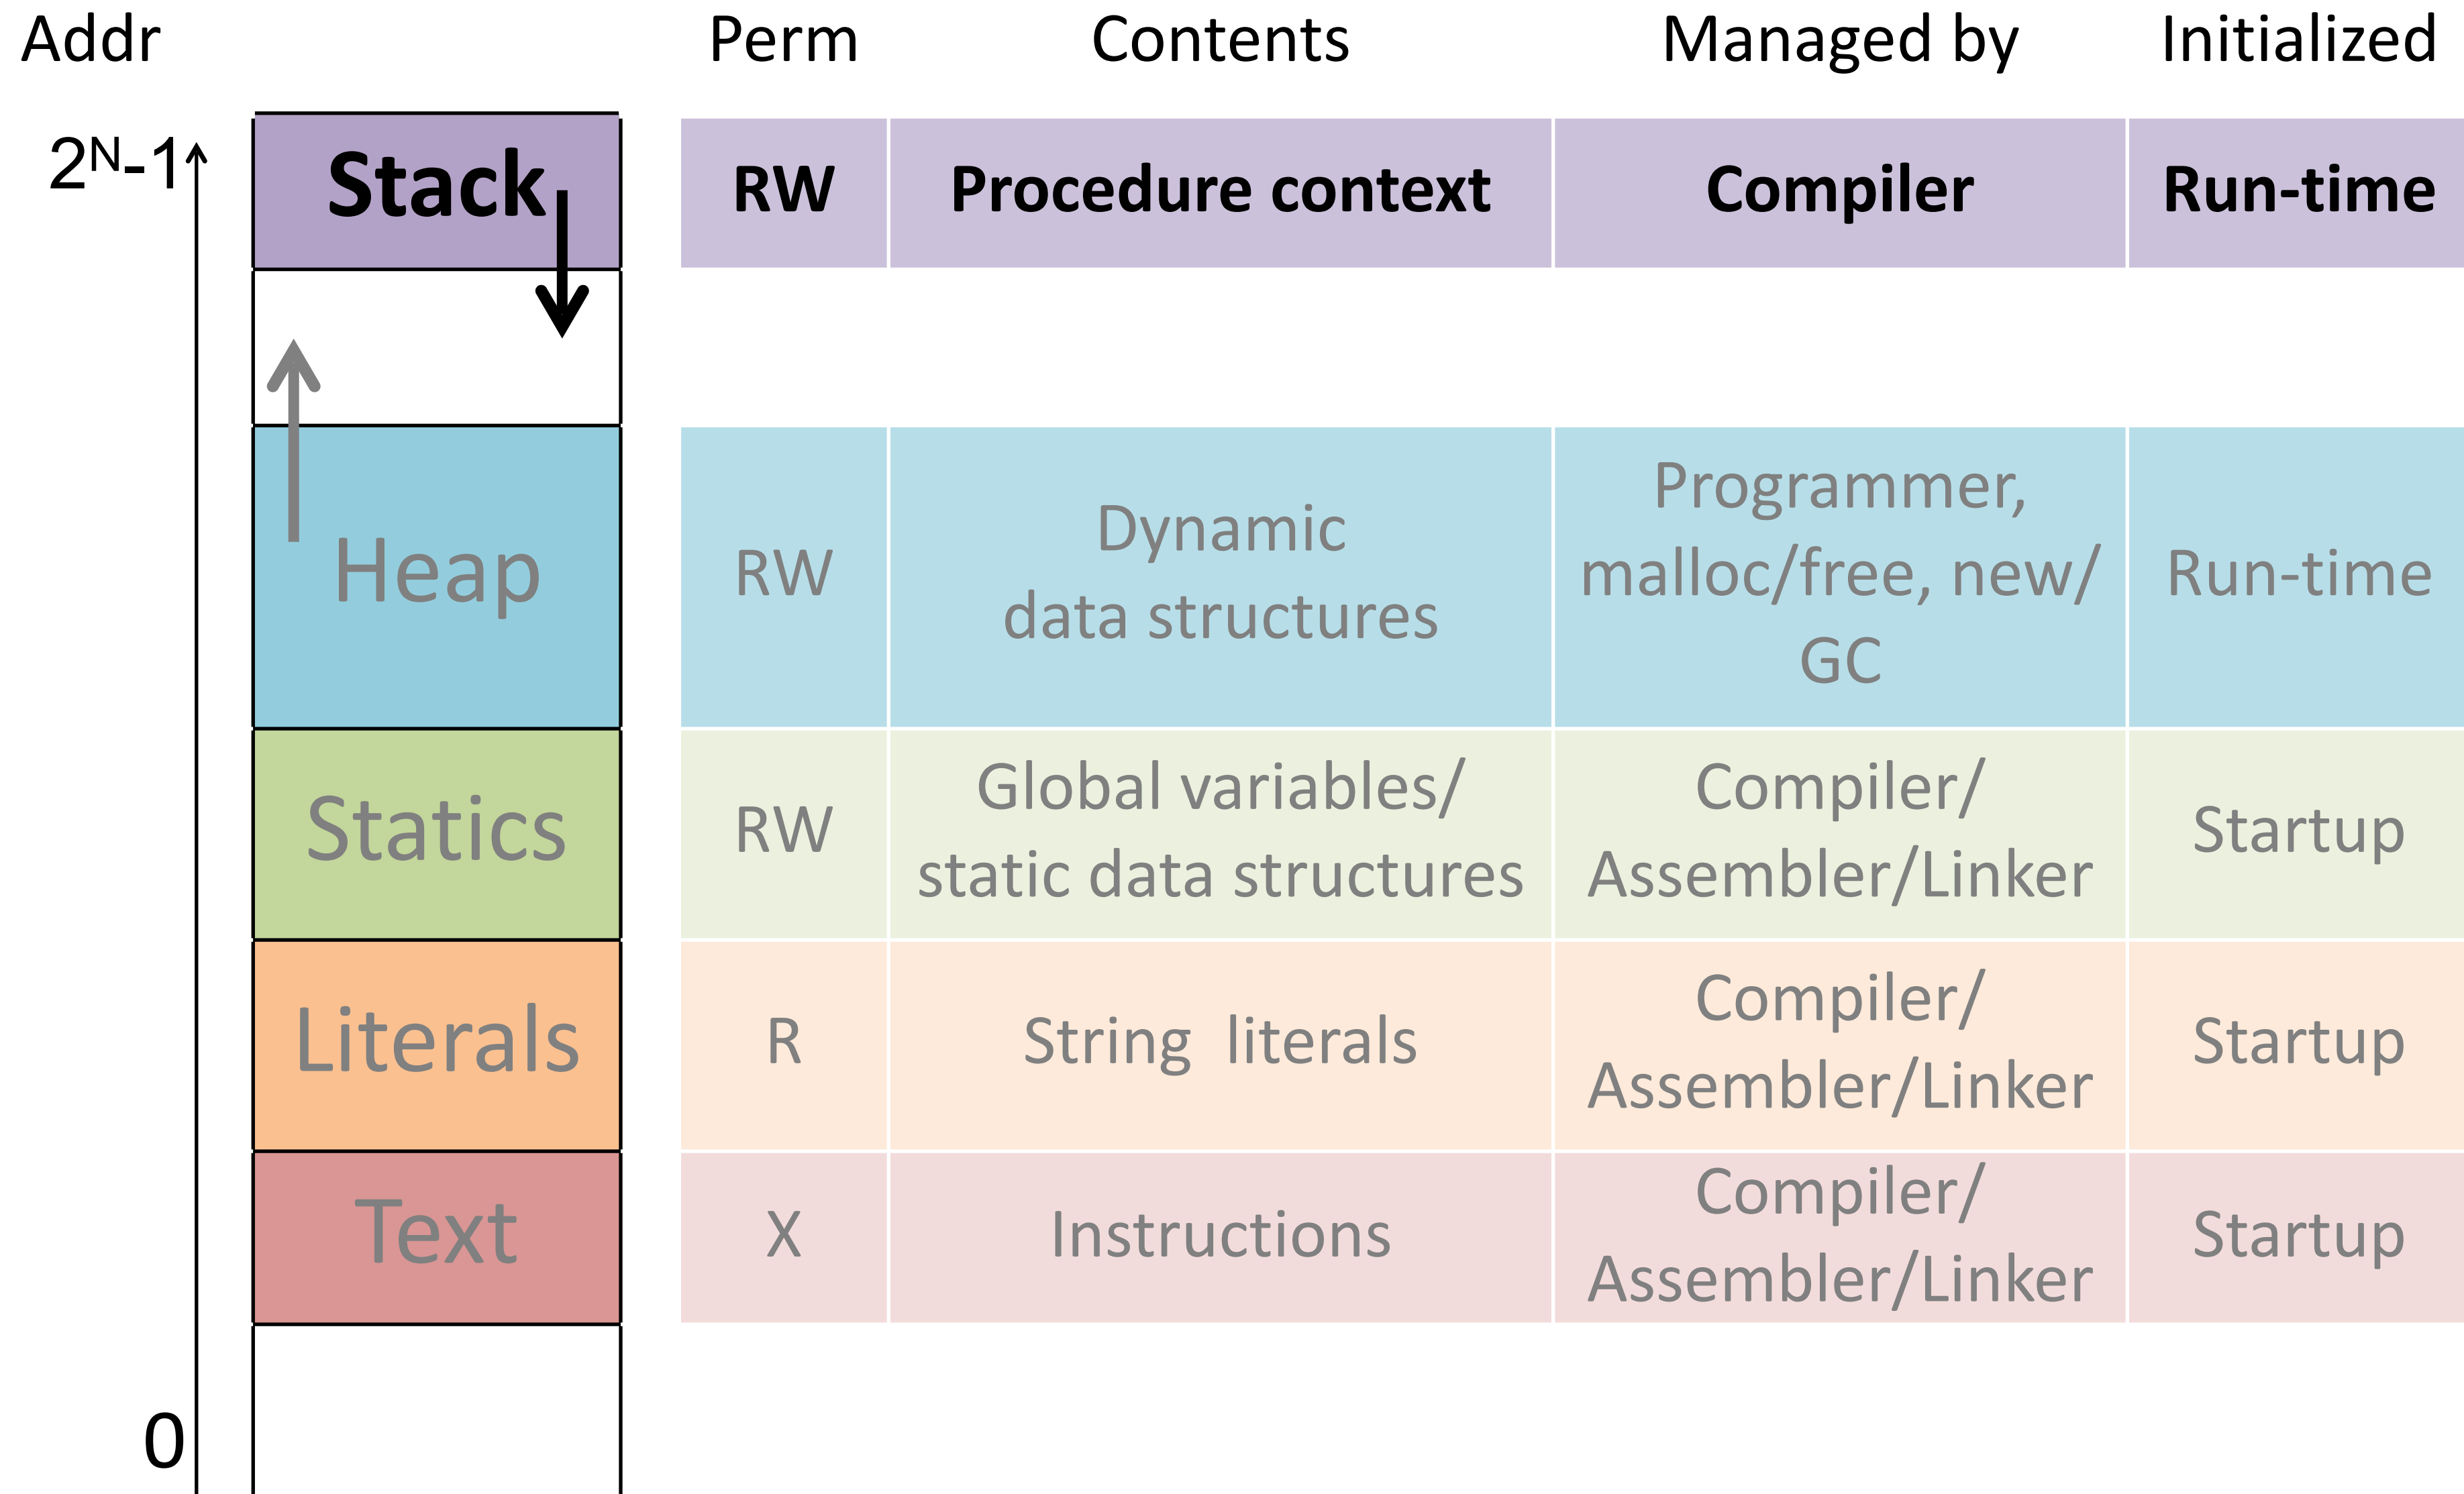 Addr Perm Contents Managed by Initialized
2ᴺ-1 Stack RW Procedure context Compiler Run-time
Heap RW Dynamic
data structures Programmer,
malloc/free, new/
GC Run-time
Statics RW Global variables/
static data structures Compiler/
Assembler/Linker Startup
Literals R String literals Compiler/
Assembler/Linker Startup
Text X Instructions Compiler/
Assembler/Linker Startup
0